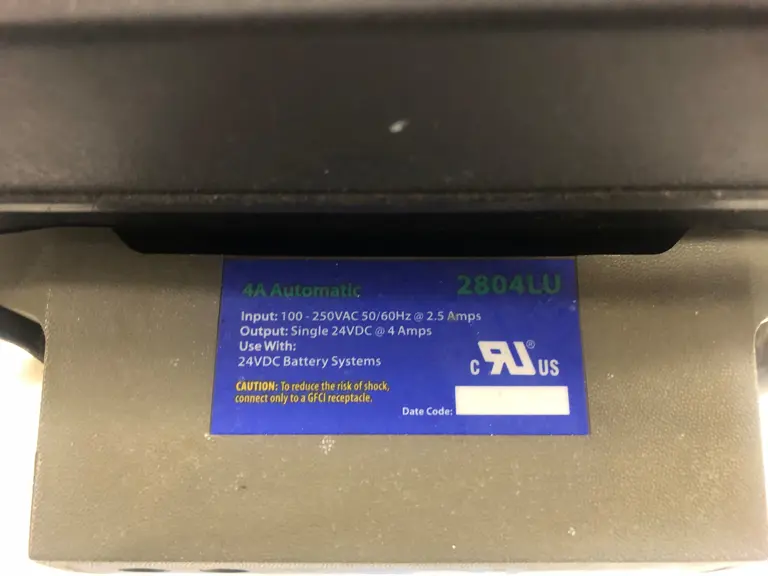 4A Automatic 2804LU
Input: 100 - 250VAC 50/60Hz @ 2.5 Amps
Output: Single 24VDC @ 4 Amps
Use With:
24VDC Battery Systems
CAUTION: To reduce the risk of shock,
connect only to a GFCI receptacle.
c RU ® US
Date Code: